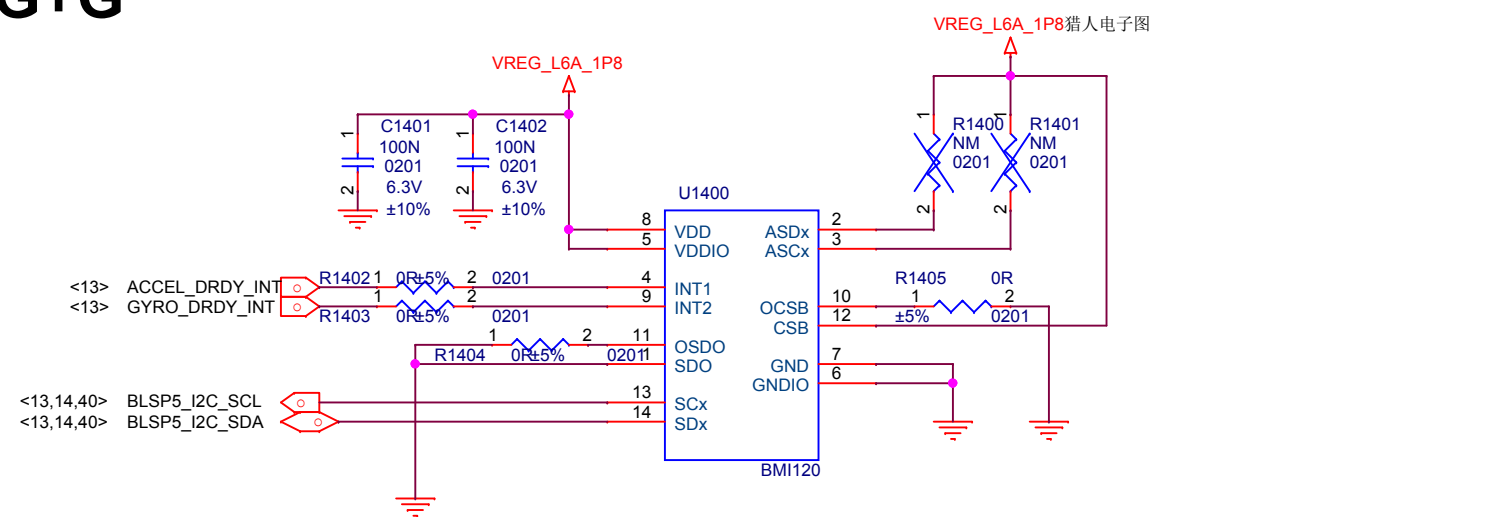 G+G
VREG_L6A_1P8猎人电子图
VREG_L6A_1P8
C1401
100N
0201
6.3V
±10%
1
2
C1402
100N
0201
6.3V
±10%
1
2
R1400
NM
0201
1
2
R1401
NM
0201
1
2
U1400
8 VDD
5 VDDIO
4 INT1
9 INT2
11 OSDO
1 SDO
13 SCx
14 SDx
ASDx 2
ASCx 3
OCSB 10
CSB 12
GND 7
GNDIO 6
BMI120
<13> ACCEL_DRDY_INT
R1402 1 0R±5% 2 0201
<13> GYRO_DRDY_INT
1 2
R1403 0R±5% 0201
1 2
R1404 0R±5% 0201
R1405 0R
1 2
±5% 0201
<13,14,40> BLSP5_I2C_SCL
<13,14,40> BLSP5_I2C_SDA